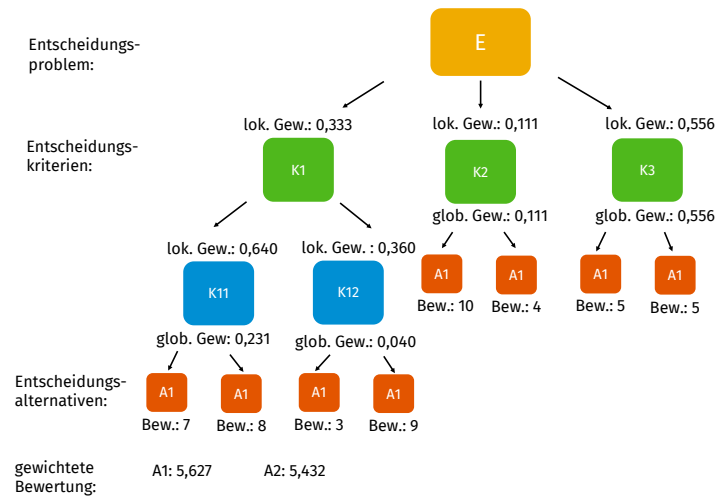 Entscheidungs-
problem:
E
lok. Gew.: 0,333
lok. Gew.: 0,111
lok. Gew.: 0,556
Entscheidungs-
kriterien:
K1
K2
K3
glob. Gew.: 0,111
glob. Gew.: 0,556
lok. Gew.: 0,640
lok. Gew. : 0,360
A1
A1
A1
A1
Bew.: 10
Bew.: 4
Bew.: 5
Bew.: 5
K11
K12
glob. Gew: 0,231
glob. Gew.: 0,040
Entscheidungs-
alternativen:
A1
A1
A1
A1
Bew.: 7
Bew.: 8
Bew.: 3
Bew.: 9
gewichtete
Bewertung:
A1: 5,627
A2: 5,432